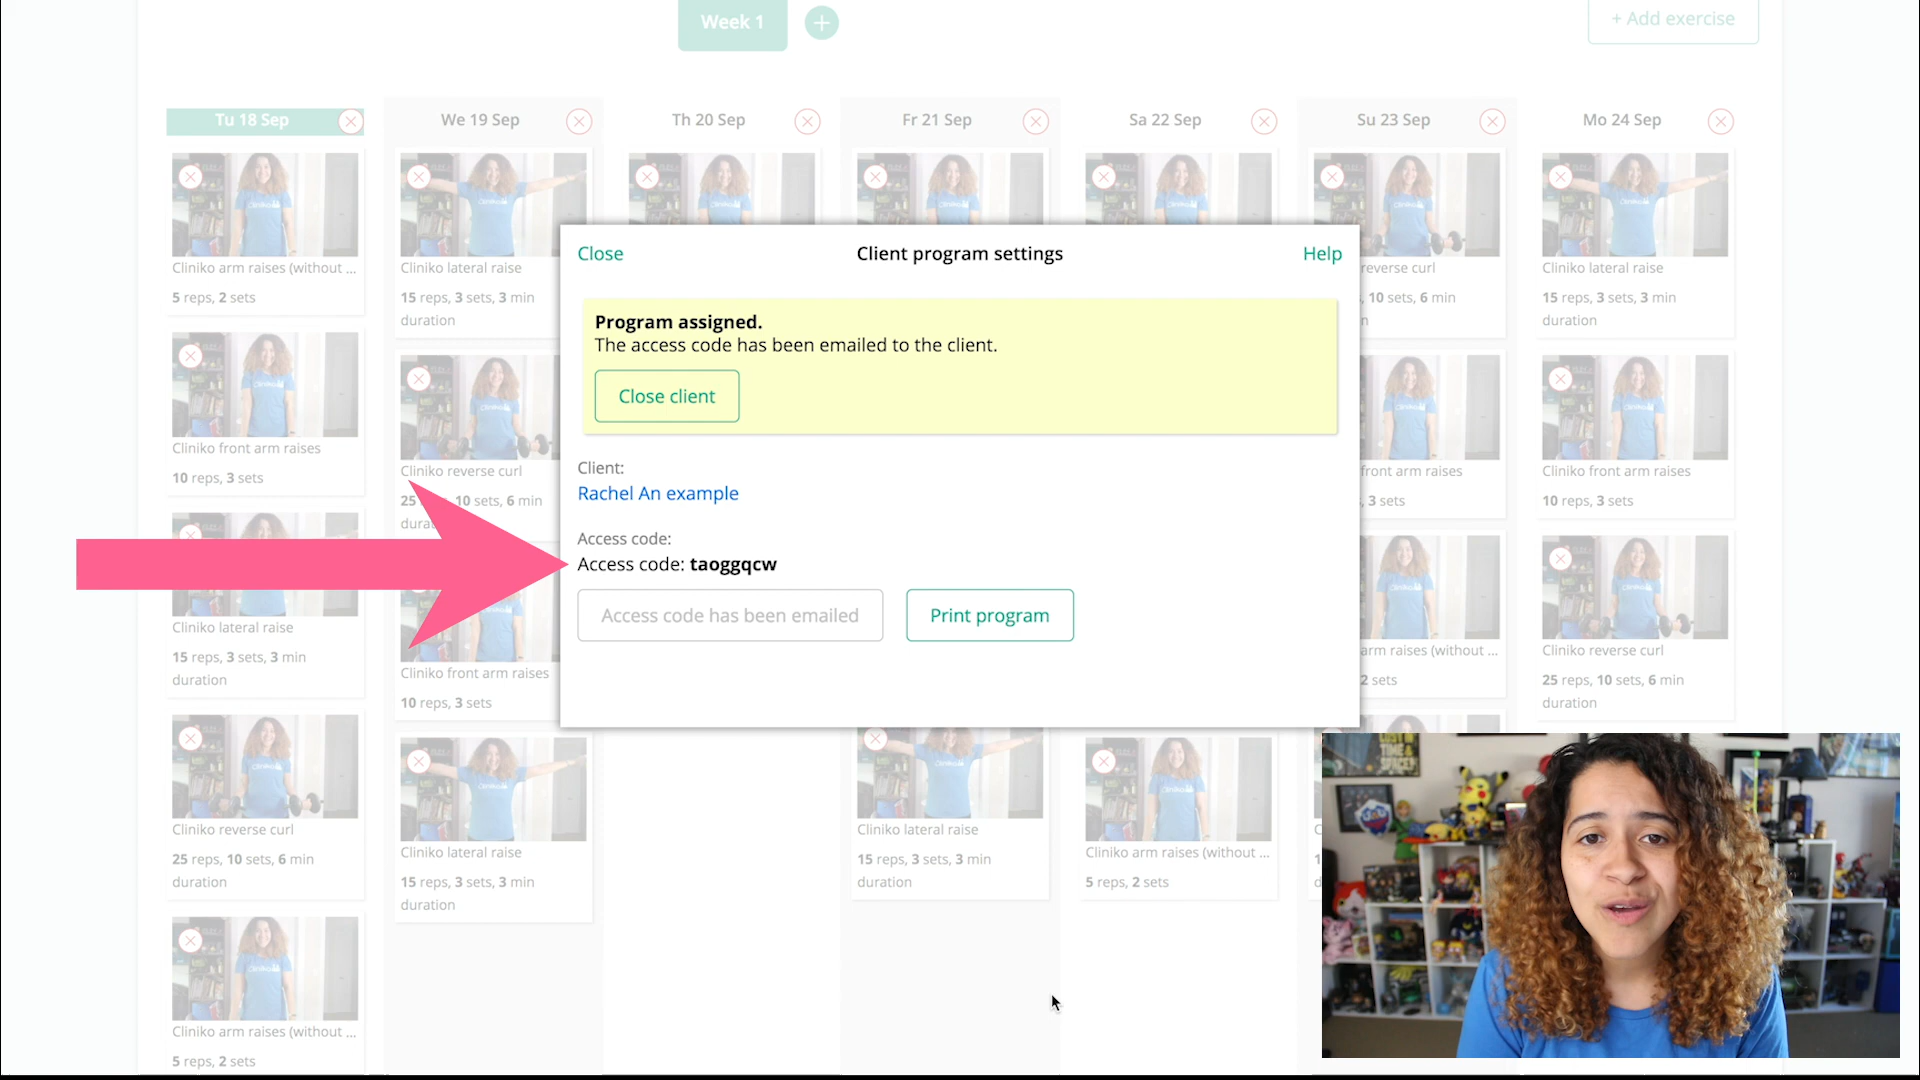 Week 1
+ Add exercise
Tu 18 Sep
We 19 Sep
Th 20 Sep
Fr 21 Sep
Sa 22 Sep
Su 23 Sep
Mo 24 Sep
Cliniko arm raises (without ...
5 reps, 2 sets
Cliniko front arm raises
10 reps, 3 sets
Cliniko lateral raise
15 reps, 3 sets, 3 min
duration
Cliniko reverse curl
25 reps, 10 sets, 6 min
duration
Cliniko arm raises (without ...
5 reps, 2 sets
Cliniko lateral raise
15 reps, 3 sets, 3 min
duration
Cliniko reverse curl
25 10 sets, 6 min
Cliniko front arm raises
10 reps, 3 sets
Cliniko lateral raise
15 reps, 3 sets, 3 min
duration
Close
Client program settings
Help
Program assigned.
The access code has been emailed to the client.
Close client
Client:
Rachel An example
Access code:
Access code: taoggqcw
Access code has been emailed
Print program
Cliniko lateral raise
15 reps, 3 sets, 3 min
duration
Cliniko arm raises (without ...
5 reps, 2 sets
reverse curl
10 sets, 6 min
front arm raises
3 sets
arm raises (without ...
2 sets
Cliniko lateral raise
15 reps, 3 sets, 3 min
duration
Cliniko front arm raises
10 reps, 3 sets
Cliniko reverse curl
25 reps, 10 sets, 6 min
duration
LOST IN
TIME &
SPACE!